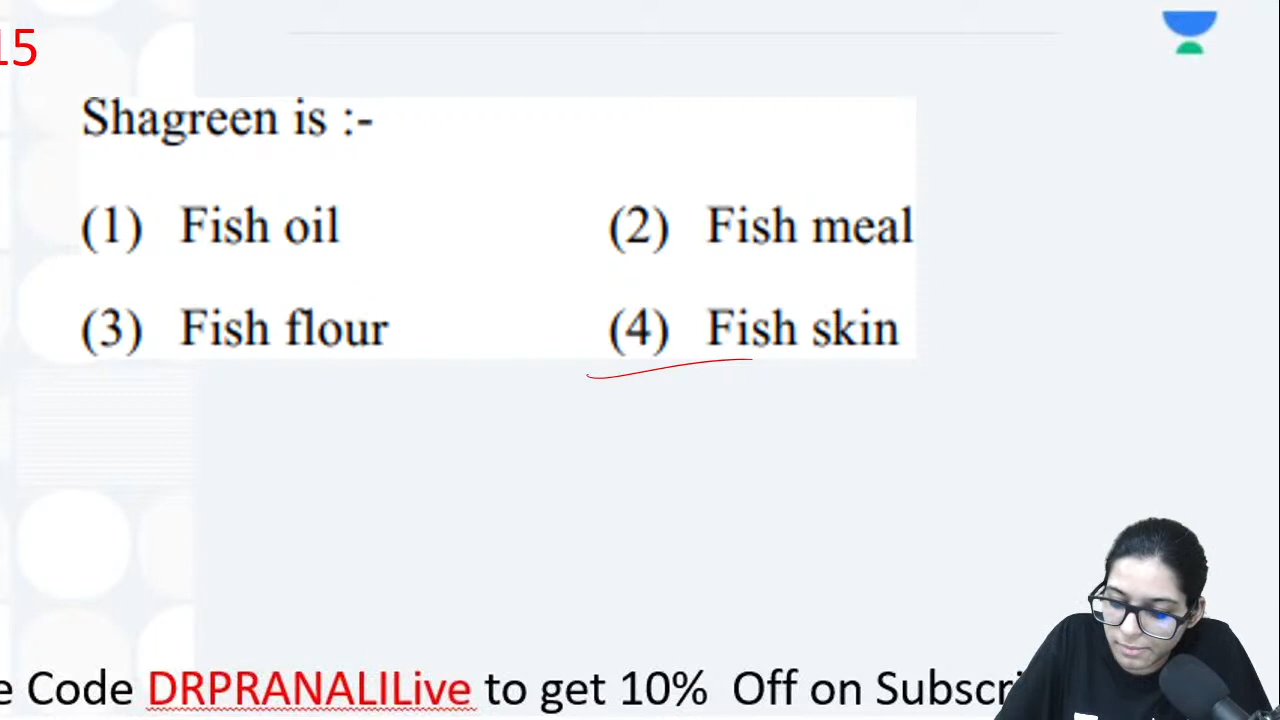 15
Shagreen is :-
(1) Fish oil (2) Fish meal
(3) Fish flour (4) Fish skin
e Code DRPRANALILive to get 10% Off on Subscri